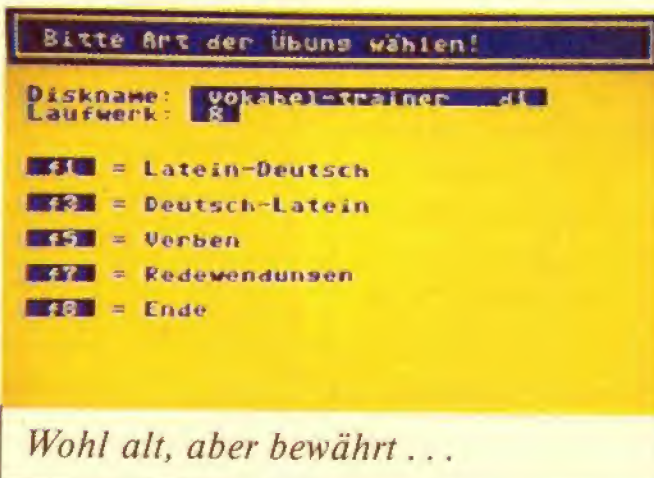 Bitte Art der Übung wählen!
Diskname: vokabel-trainer di
Laufwerk: 8
f1 = Latein-Deutsch
f3 = Deutsch-Latein
f5 = Verben
f7 = Redewendungen
f8 = Ende
Wohl alt, aber bewährt . . .